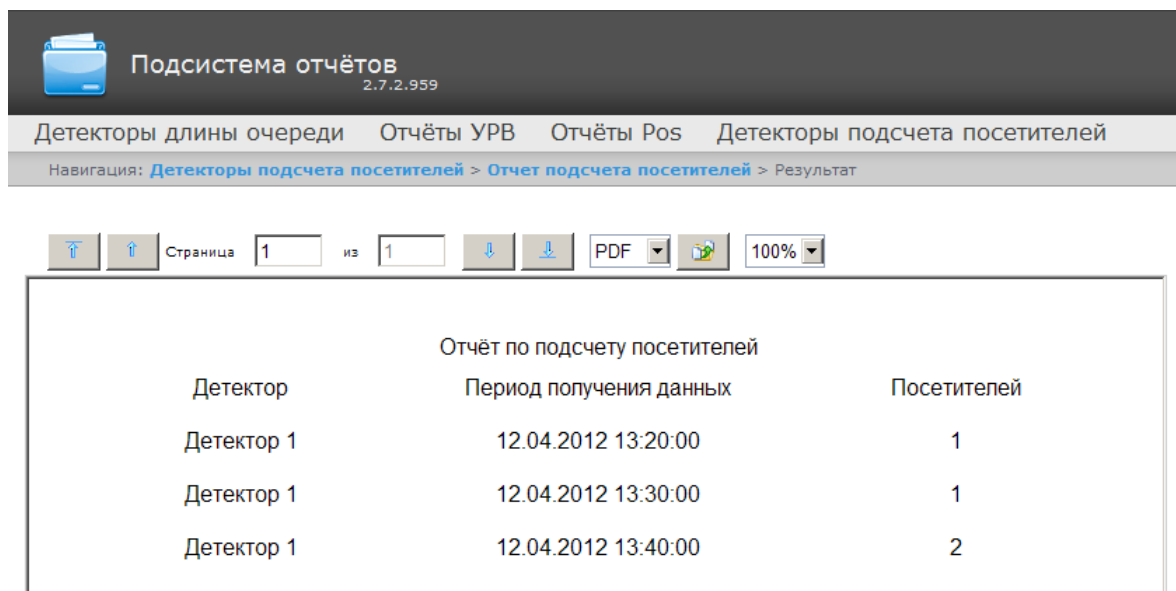 Подсистема отчётов
2.7.2.959
Детекторы длины очереди Отчёты УРВ Отчёты Pos Детекторы подсчета посетителей
Навигация: Детекторы подсчета посетителей > Отчет подсчета посетителей > Результат
Страница 1 из 1 PDF 100%
Отчёт по подсчету посетителей
Детектор Период получения данных Посетителей
Детектор 1 12.04.2012 13:20:00 1
Детектор 1 12.04.2012 13:30:00 1
Детектор 1 12.04.2012 13:40:00 2